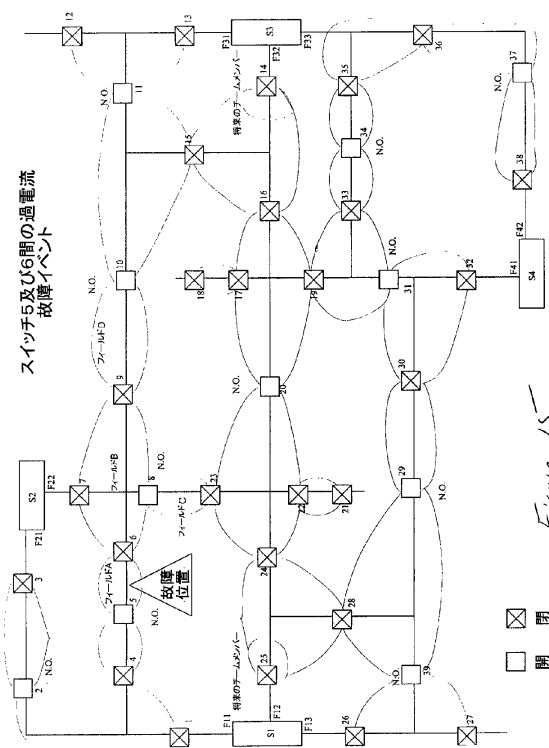 スイッチ5及び6間の過電流
故障イベント
12
F31
13
S3
F32
F33
14
将来のチームメンバー
35
36
37
N.O.
38
N.O.
11
15
34
N.O.
16
33
F42
F41
S4
N.O.
10
18
17
19
N.O.
31
32
フィールドD
9
N.O.
20
30
S2
F22
F21
7
フィールドB
N.O.
8
フィールドC
23
22
21
29
N.O.
6
フィールドA
5
N.O.
故障
位置
24
28
3
N.O.
2
4
将来のチームメンバー
25
N.O.
39
F11
F12
F13
S1
26
27
閉
開